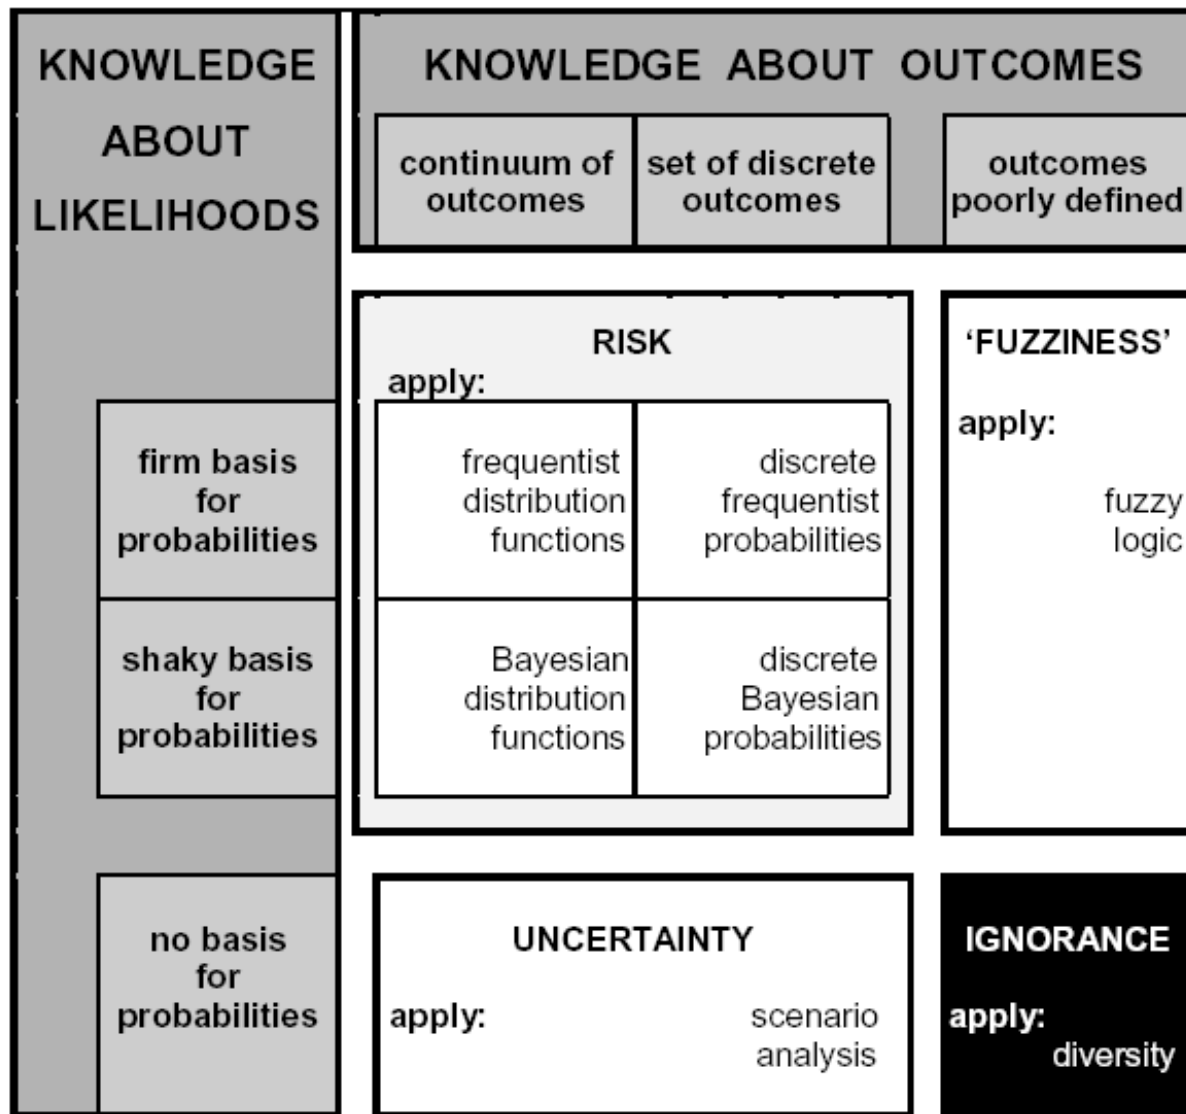 KNOWLEDGE
ABOUT
LIKELIHOODS
KNOWLEDGE ABOUT OUTCOMES
continuum of
outcomes
set of discrete
outcomes
outcomes
poorly defined
RISK
apply:
‘FUZZINESS’
apply:
fuzzy
logic
firm basis
for
probabilities
frequentist
distribution
functions
discrete
frequentist
probabilities
shaky basis
for
probabilities
Bayesian
distribution
functions
discrete
Bayesian
probabilities
no basis
for
probabilities
UNCERTAINTY
apply:
scenario
analysis
IGNORANCE
apply:
diversity